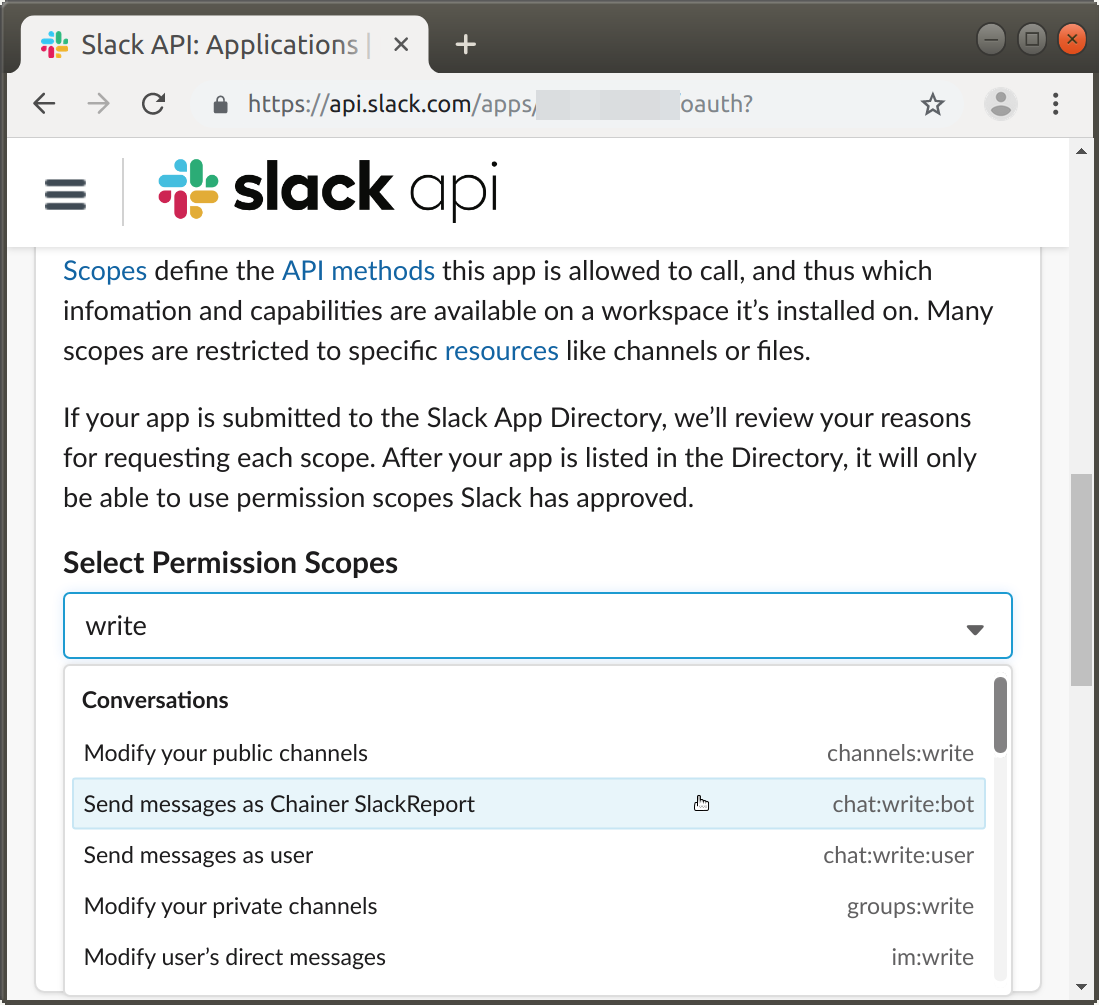 Slack API: Applications |
https://api.slack.com/apps/ oauth?
slack api
Scopes define the API methods this app is allowed to call, and thus which
infomation and capabilities are available on a workspace it’s installed on. Many
scopes are restricted to specific resources like channels or files.
If your app is submitted to the Slack App Directory, we’ll review your reasons
for requesting each scope. After your app is listed in the Directory, it will only
be able to use permission scopes Slack has approved.
Select Permission Scopes
write
Conversations
Modify your public channels channels:write
Send messages as Chainer SlackReport chat:write:bot
Send messages as user chat:write:user
Modify your private channels groups:write
Modify user’s direct messages im:write